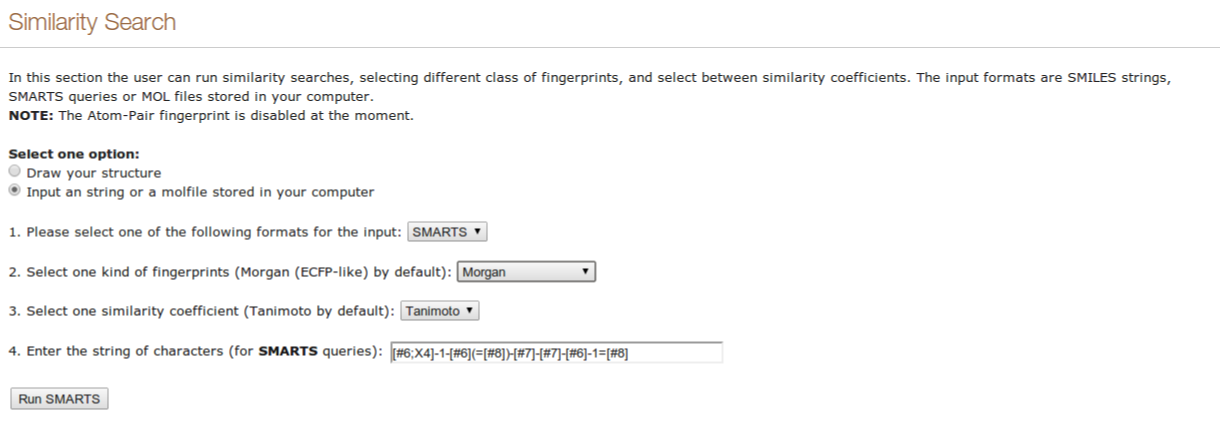 Similarity Search
In this section the user can run similarity searches, selecting different class of fingerprints, and select between similarity coefficients. The input formats are SMILES strings,
SMARTS queries or MOL files stored in your computer.
NOTE: The Atom-Pair fingerprint is disabled at the moment.
Select one option:
Draw your structure
Input an string or a molfile stored in your computer
1. Please select one of the following formats for the input: SMARTS
2. Select one kind of fingerprints (Morgan (ECFP-like) by default): Morgan
3. Select one similarity coefficient (Tanimoto by default): Tanimoto
4. Enter the string of characters (for SMARTS queries): [#6;X4]-1-[#6](=[#8])-[#7]-[#7]-[#6]-1=[#8]
Run SMARTS